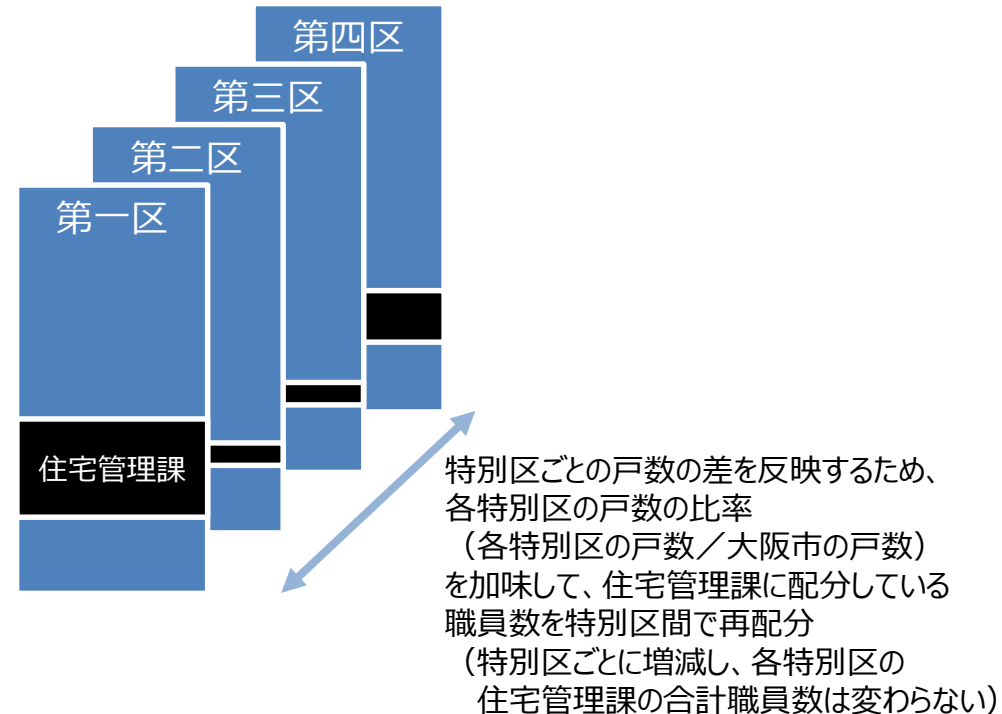 第四区
第三区
第二区
第一区
住宅管理課
特別区ごとの戸数の差を反映するため、
各特別区の戸数の比率
（各特別区の戸数／大阪市の戸数）
を加味して、住宅管理課に配分している
職員数を特別区間で再配分
（特別区ごとに増減し、各特別区の
住宅管理課の合計職員数は変わらない）